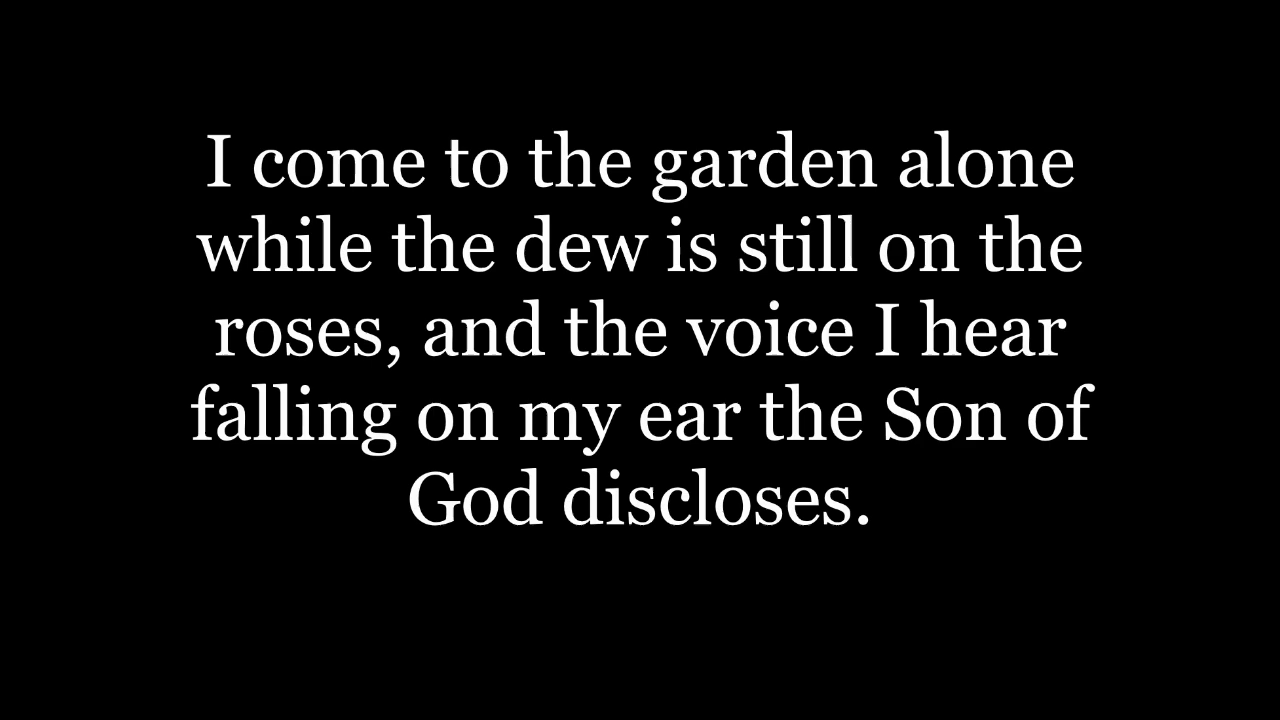 I come to the garden alone
while the dew is still on the
roses, and the voice I hear
falling on my ear the Son of
God discloses.